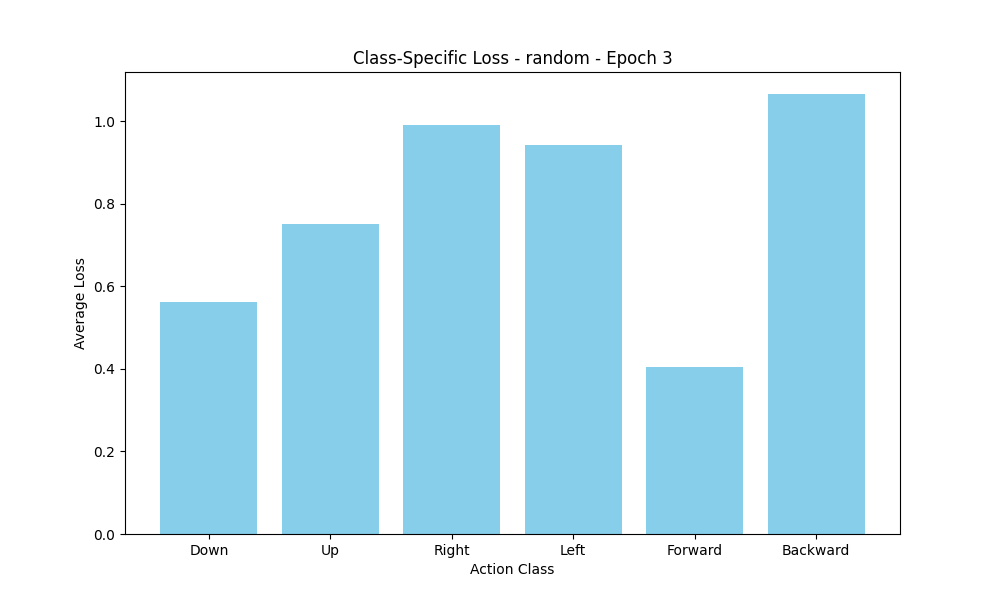 Class-Specific Loss - random - Epoch 3
1.0
0.8
0.6
0.4
0.2
0.0
Average Loss
Down Up Right Left Forward Backward
Action Class